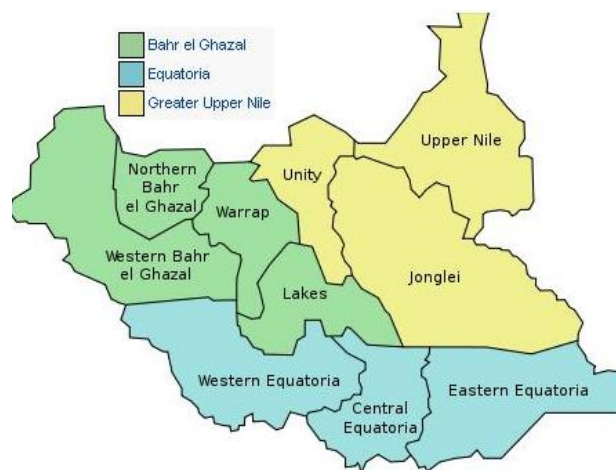 Bahr el Ghazal
Equatoria
Greater Upper Nile
Upper Nile
Northern
Bahr
el Ghazal
Unity
Warrap
Western Bahr
el Ghazal
Lakes
Jonglei
Western Equatoria
Central
Equatoria
Eastern Equatoria